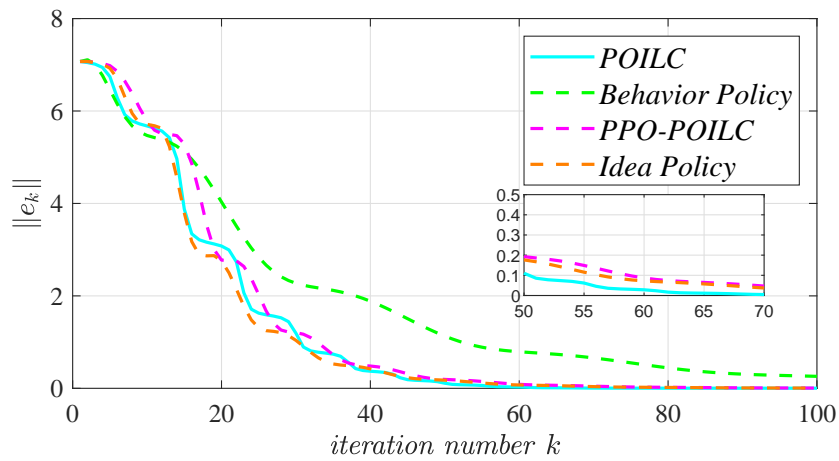 8
6
4
2
0
‖e_k‖
0 20 40 60 80 100
iteration number k
POILC
Behavior Policy
PPO-POILC
Idea Policy
0.5
0.4
0.3
0.2
0.1
0
50 55 60 65 70